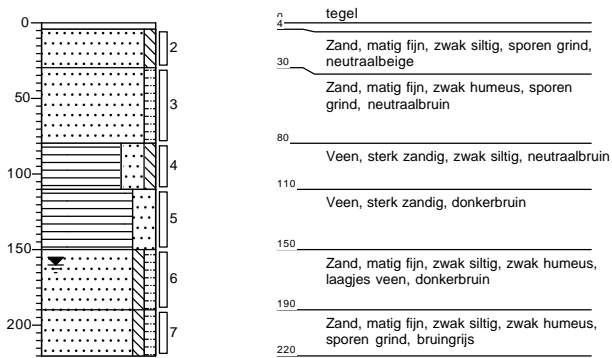 0
2
3
50
4
100
5
150
6
7
200
0
tegel
4
Zand, matig fijn, zwak siltig, sporen grind,
neutraalbeige
30
Zand, matig fijn, zwak humeus, sporen
grind, neutraalbruin
80
Veen, sterk zandig, zwak siltig, neutraalbruin
110
Veen, sterk zandig, donkerbruin
150
Zand, matig fijn, zwak siltig, zwak humeus,
laagjes veen, donkerbruin
190
Zand, matig fijn, zwak siltig, zwak humeus,
sporen grind, bruingrijs
220